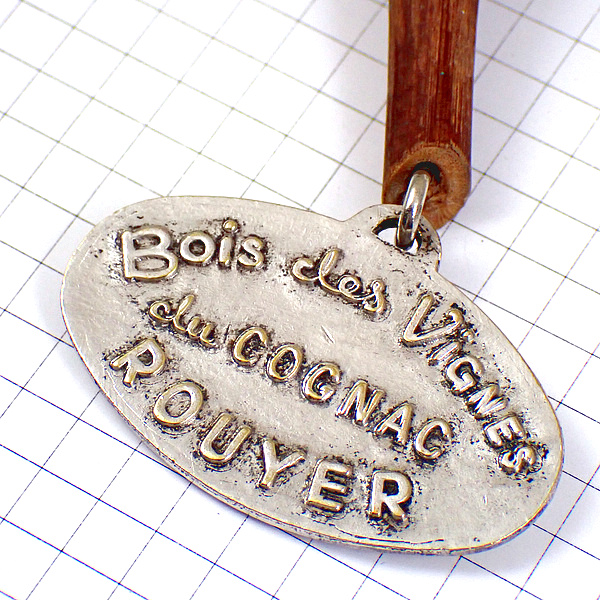 Bois des VIGNES
du COGNAC
ROUYER